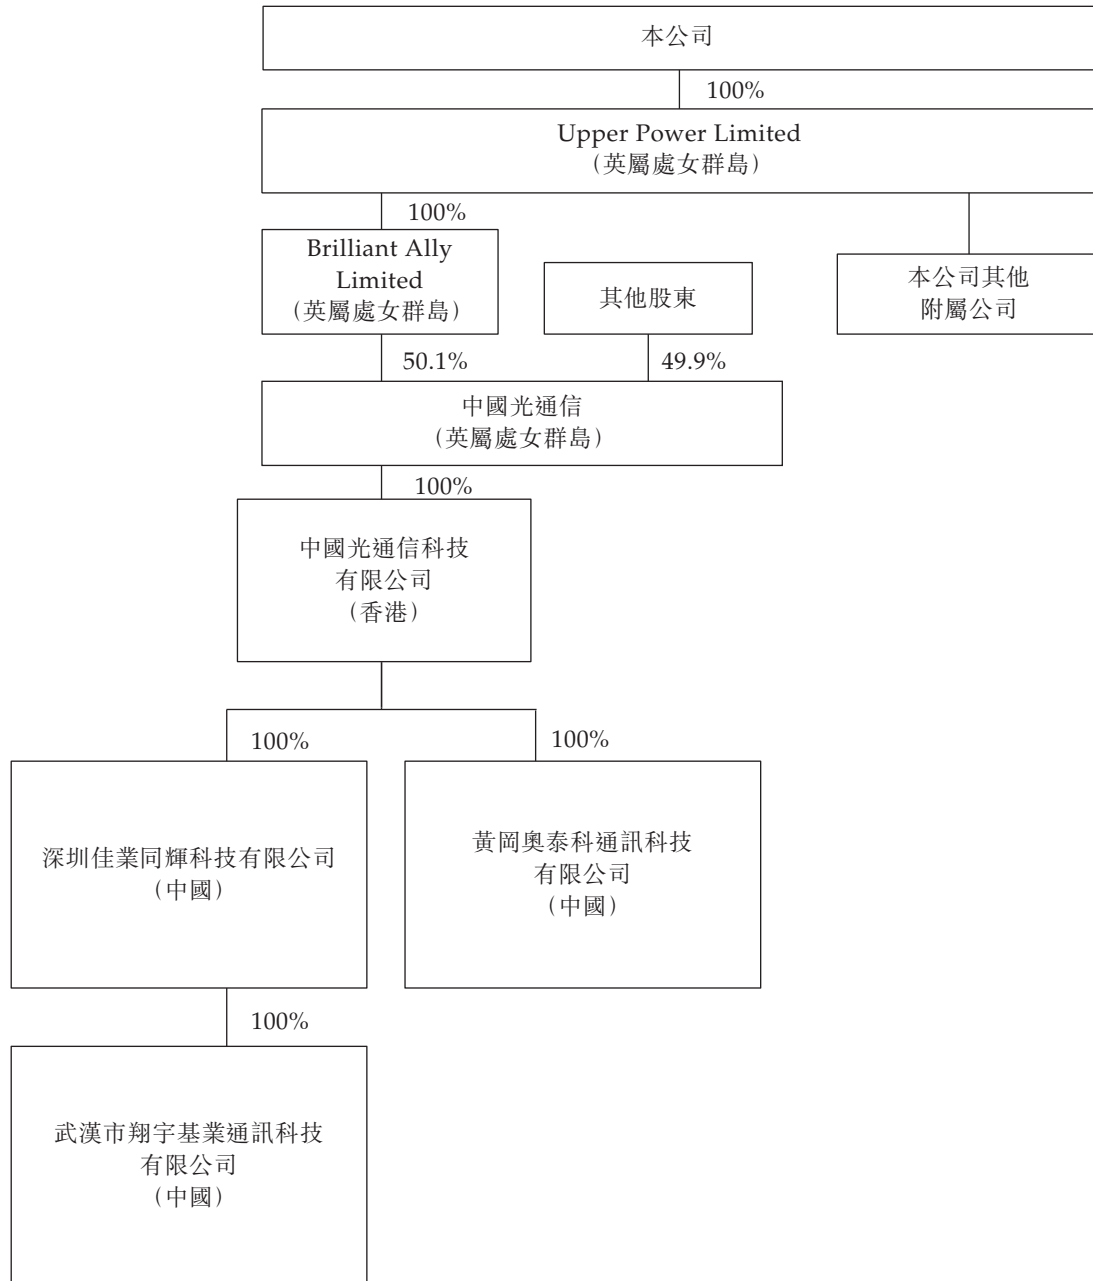 本公司
100%
Upper Power Limited
（英屬處女群島）
100%
Brilliant Ally
Limited
（英屬處女群島）
其他股東
本公司其他
附屬公司
50.1%
49.9%
中國光通信
（英屬處女群島）
100%
中國光通信科技
有限公司
（香港）
100%
100%
深圳佳業同輝科技有限公司
（中國）
黃岡奧泰科通訊科技
有限公司
（中國）
100%
武漢市翔宇基業通訊科技
有限公司
（中國）